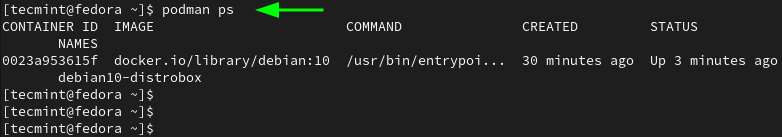 [tecmint@fedora ~]$ podman ps
CONTAINER ID  IMAGE                         COMMAND               CREATED         STATUS
       NAMES
0023a953615f  docker.io/library/debian:10  /usr/bin/entrypoi...  30 minutes ago  Up 3 minutes ago
       debian10-distrobox
[tecmint@fedora ~]$
[tecmint@fedora ~]$
[tecmint@fedora ~]$